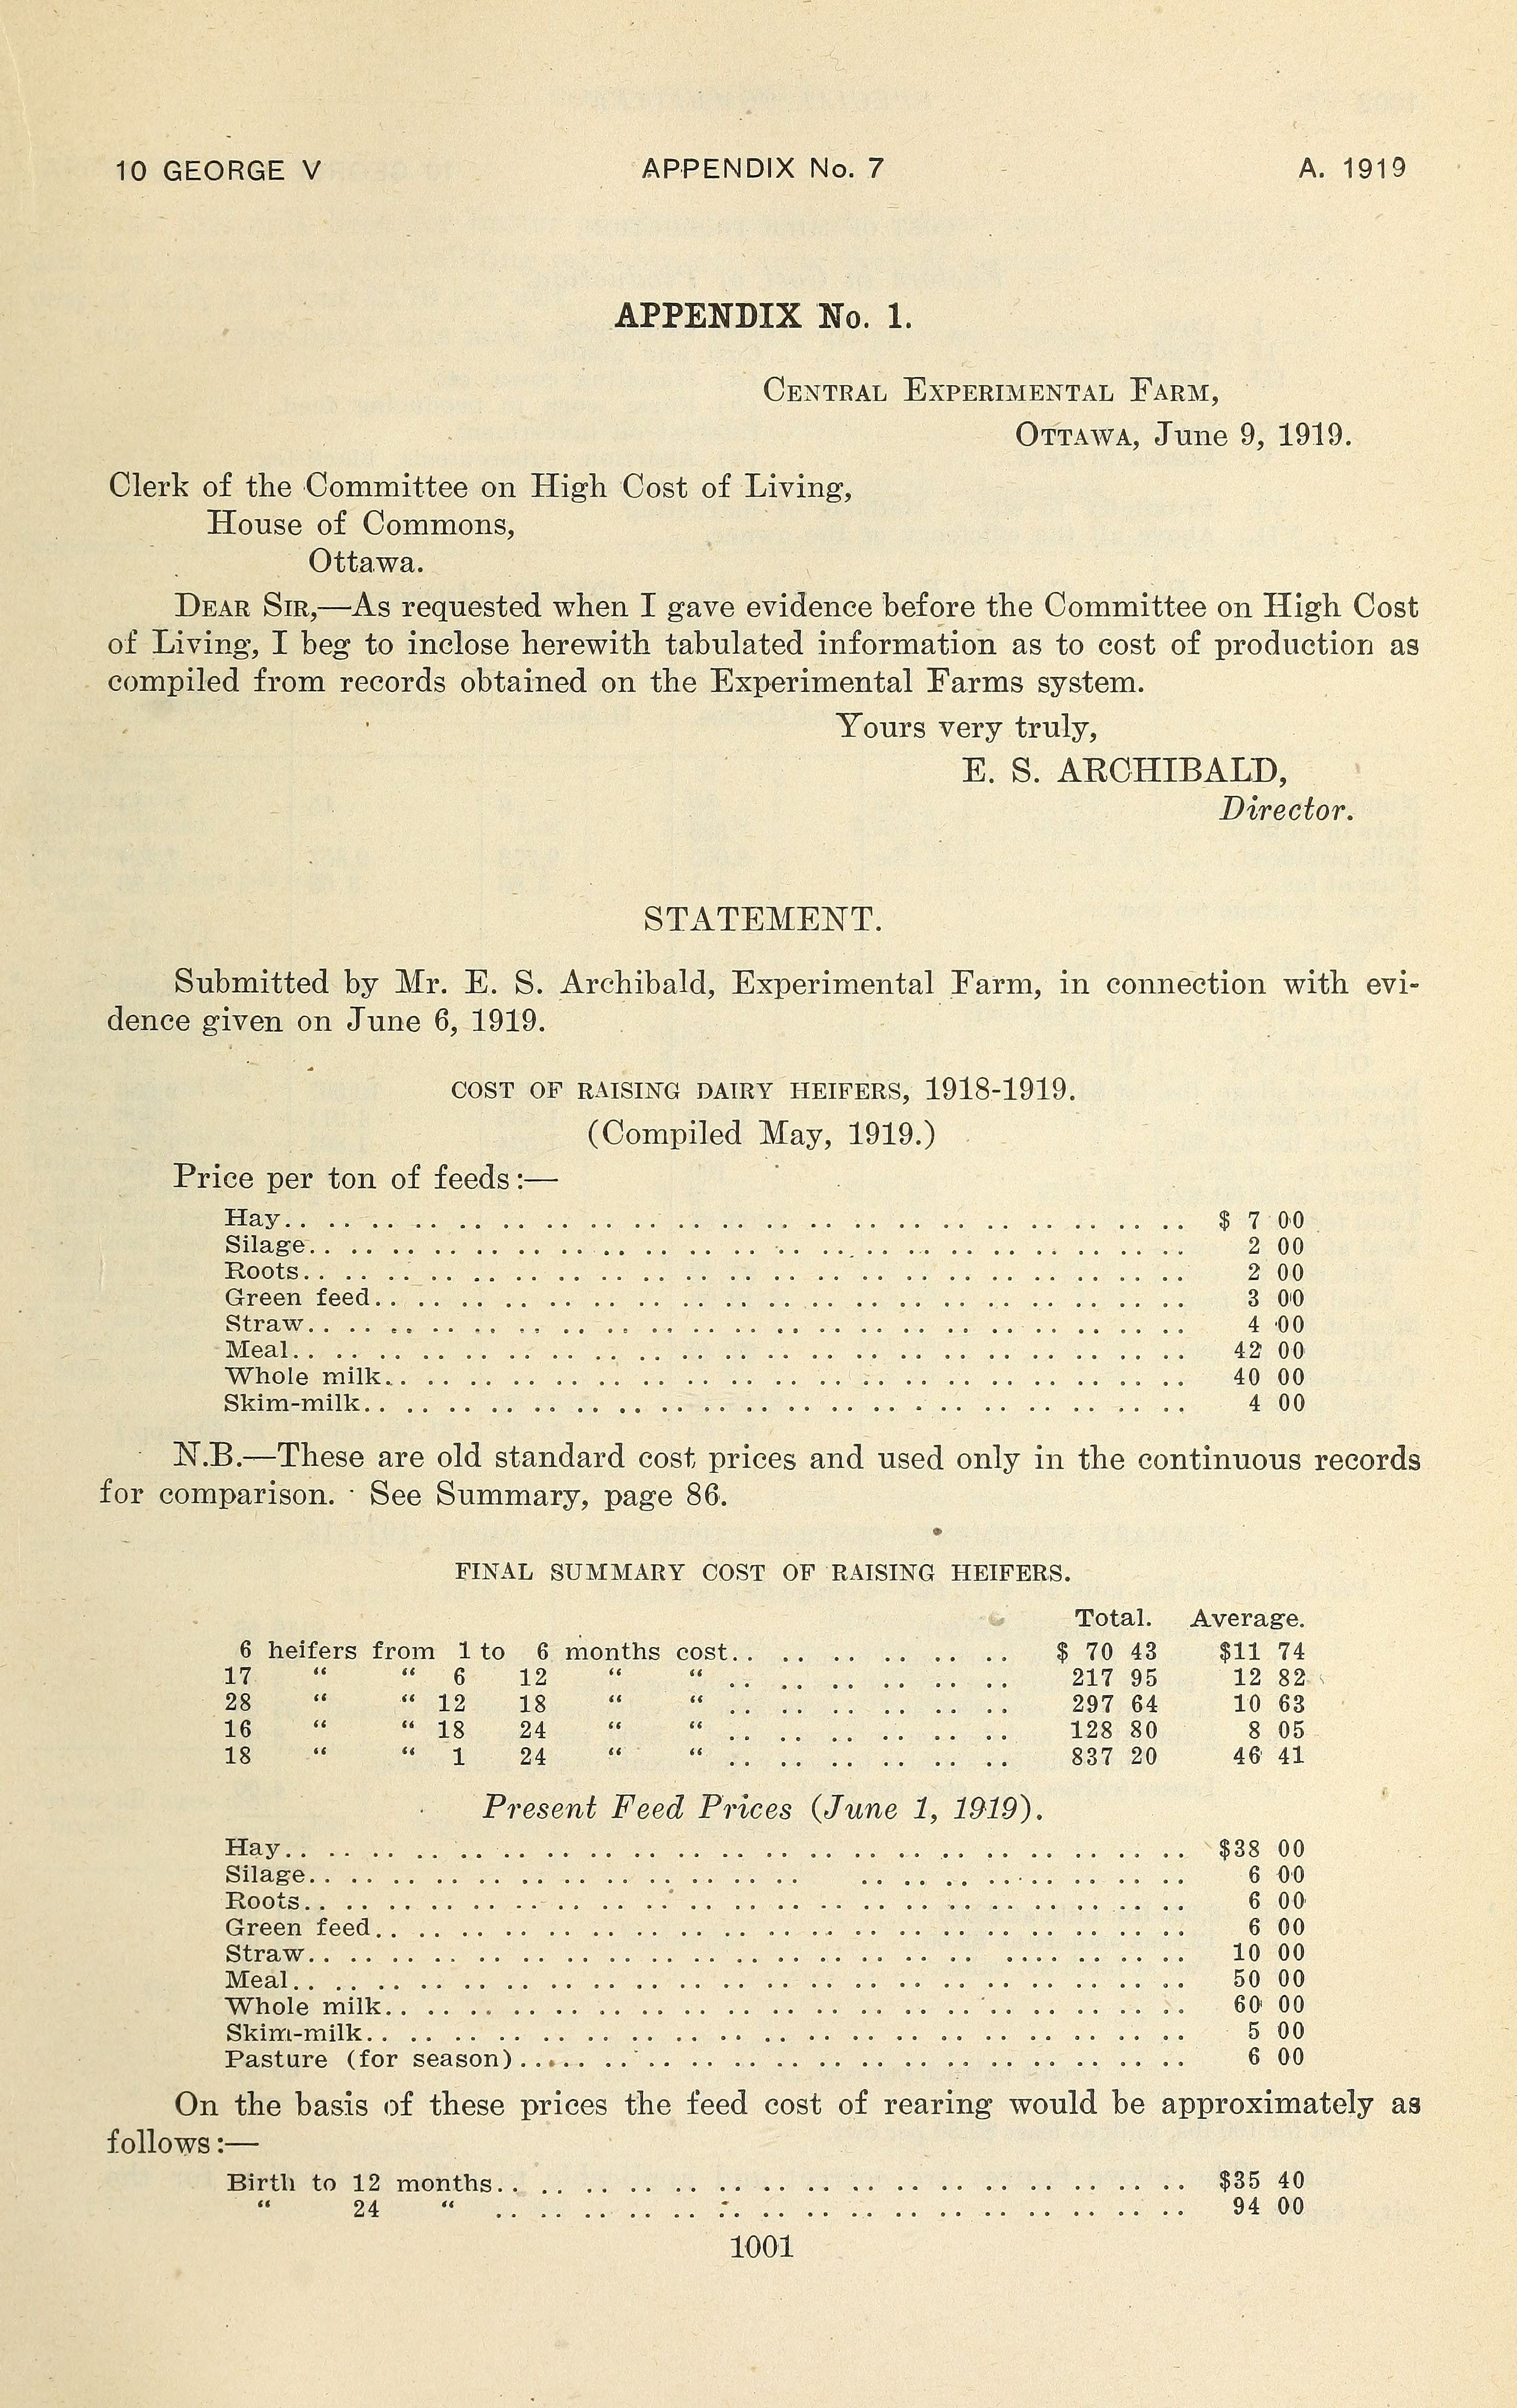 10 GEORGE V APPENDIX No. 7 A. 1919
APPENDIX No. 1.
CENTRAL EXPERIMENTAL FARM,
OTTAWA, June 9, 1919.
Clerk of the Committee on High Cost of Living,
House of Commons,
Ottawa.
DEAR SIR,—As requested when I gave evidence before the Committee on High Cost
of Living, I beg to inclose herewith tabulated information as to cost of production as
compiled from records obtained on the Experimental Farms system.
Yours very truly,
E. S. ARCHIBALD,
Director.
STATEMENT.
Submitted by Mr. E. S. Archibald, Experimental Farm, in connection with evi-
dence given on June 6, 1919.
COST OF RAISING DAIRY HEIFERS, 1918-1919.
(Compiled May, 1919.)
Price per ton of feeds:—
Hay.. .. .. .. .. .. .. .. .. .. .. .. .. .. .. .. .. .. .. .. .. $ 7 00
Silage.. .. .. .. .. .. .. .. .. .. .. .. .. .. .. .. .. .. .. .. .. 2 00
Roots.. .. .. .. .. .. .. .. .. .. .. .. .. .. .. .. .. .. .. .. .. 2 00
Green feed.. .. .. .. .. .. .. .. .. .. .. .. .. .. .. .. .. .. .. 3 00
Straw.. .. .. .. .. .. .. .. .. .. .. .. .. .. .. .. .. .. .. .. .. 4 00
Meal.. .. .. .. .. .. .. .. .. .. .. .. .. .. .. .. .. .. .. .. .. 42 00
Whole milk.. .. .. .. .. .. .. .. .. .. .. .. .. .. .. .. .. .. .. 40 00
Skim-milk.. .. .. .. .. .. .. .. .. .. .. .. .. .. .. .. .. .. .. .. 4 00
N.B.—These are old standard cost prices and used only in the continuous records
for comparison. See Summary, page 86.
FINAL SUMMARY COST OF RAISING HEIFERS.
Total. Average.
6 heifers from 1 to 6 months cost.. .. .. .. .. .. .. $ 70 43 $11 74
17 “ “ 6 12 “ “ .. .. .. .. .. .. .. 217 95 12 82
28 “ “ 12 18 “ “ .. .. .. .. .. .. .. 297 64 10 63
16 “ “ 18 24 “ “ .. .. .. .. .. .. .. 128 80 8 05
18 “ “ 1 24 “ “ .. .. .. .. .. .. .. 837 20 46 41
Present Feed Prices (June 1, 1919).
Hay.. .. .. .. .. .. .. .. .. .. .. .. .. .. .. .. .. .. .. .. .. $38 00
Silage.. .. .. .. .. .. .. .. .. .. .. .. .. .. .. .. .. .. .. .. 6 00
Roots.. .. .. .. .. .. .. .. .. .. .. .. .. .. .. .. .. .. .. .. .. 6 00
Green feed.. .. .. .. .. .. .. .. .. .. .. .. .. .. .. .. .. .. .. 6 00
Straw.. .. .. .. .. .. .. .. .. .. .. .. .. .. .. .. .. .. .. .. .. 10 00
Meal.. .. .. .. .. .. .. .. .. .. .. .. .. .. .. .. .. .. .. .. .. 50 00
Whole milk.. .. .. .. .. .. .. .. .. .. .. .. .. .. .. .. .. .. .. 60 00
Skim-milk.. .. .. .. .. .. .. .. .. .. .. .. .. .. .. .. .. .. .. 5 00
Pasture (for season).. .. .. .. .. .. .. .. .. .. .. .. .. .. .. .. 6 00
On the basis of these prices the feed cost of rearing would be approximately as
follows:—
Birth to 12 months.. .. .. .. .. .. .. .. .. .. .. .. .. .. .. .. $35 40
“ 24 “ .. .. .. .. .. .. .. .. .. .. .. .. .. .. .. .. 94 00
1001